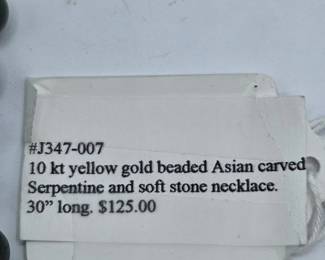 #J347-007
10 kt yellow gold beaded Asian carved
Serpentine and soft stone necklace.
30” long. $125.00